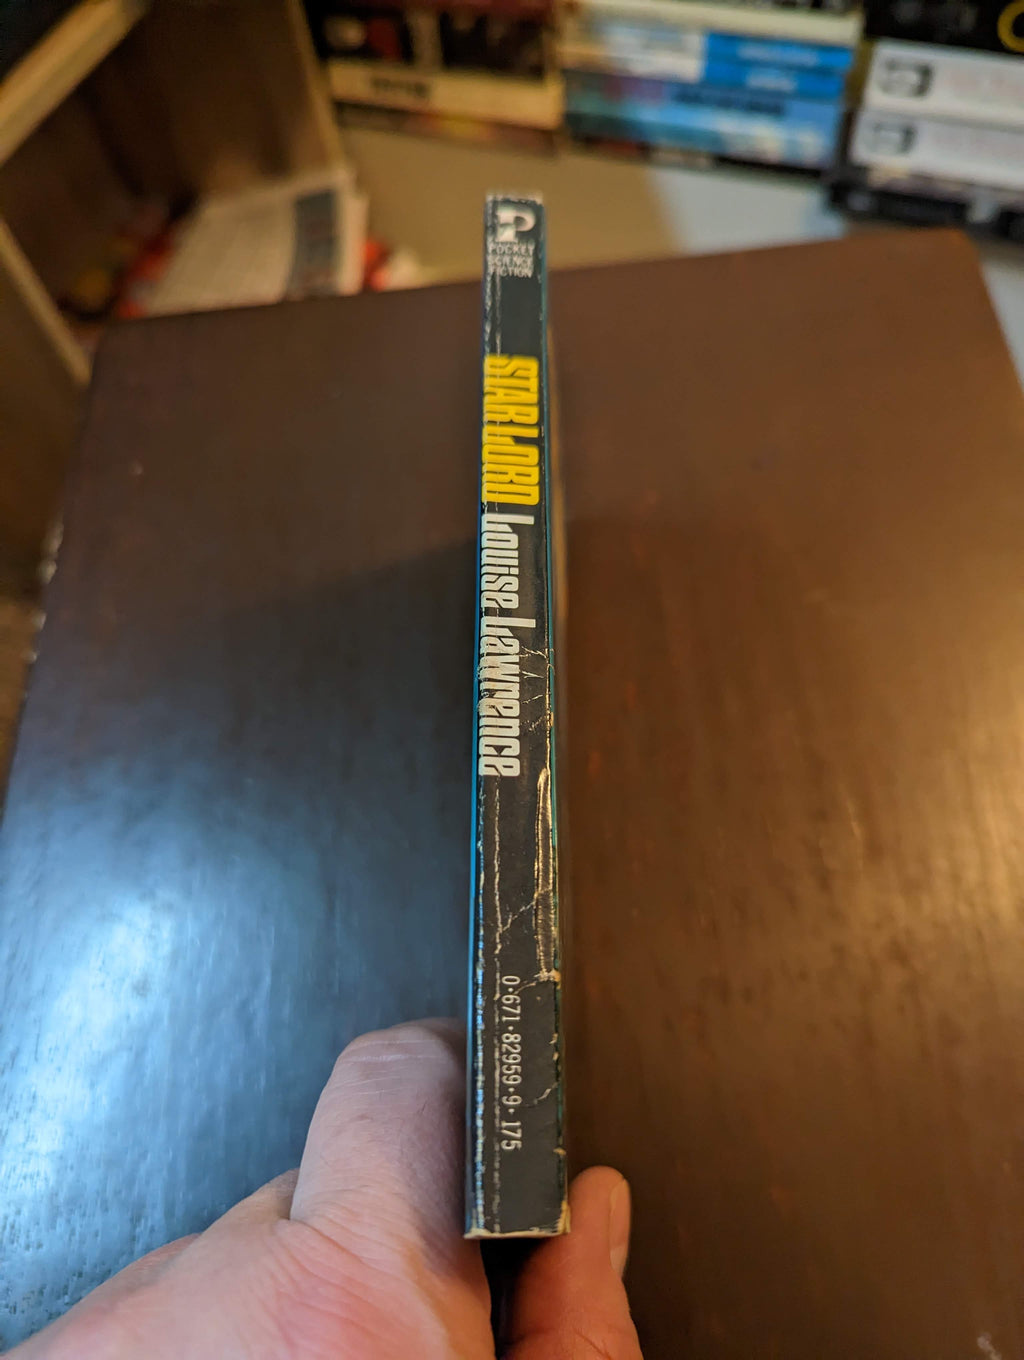 P
POCKET
SCIENCE
FICTION
STAR LORD Louise Lawrence
0·671·82959·9·175